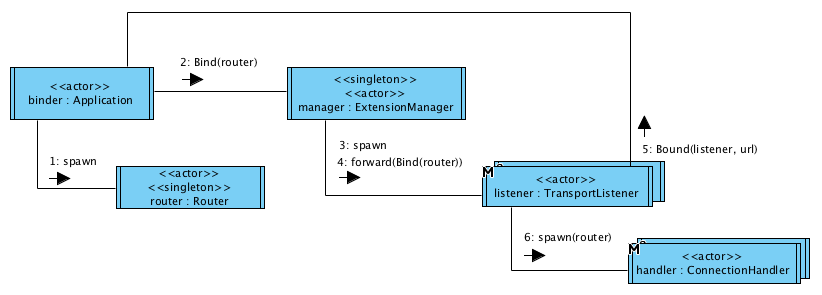 2: Bind(router)
<<actor>>
binder : Application
<<singleton>>
<<actor>>
manager : ExtensionManager
1: spawn
3: spawn
4: forward(Bind(router))
5: Bound(listener, url)
<<actor>>
<<singleton>>
router : Router
M
<<actor>>
listener : TransportListener
6: spawn(router)
M
<<actor>>
handler : ConnectionHandler